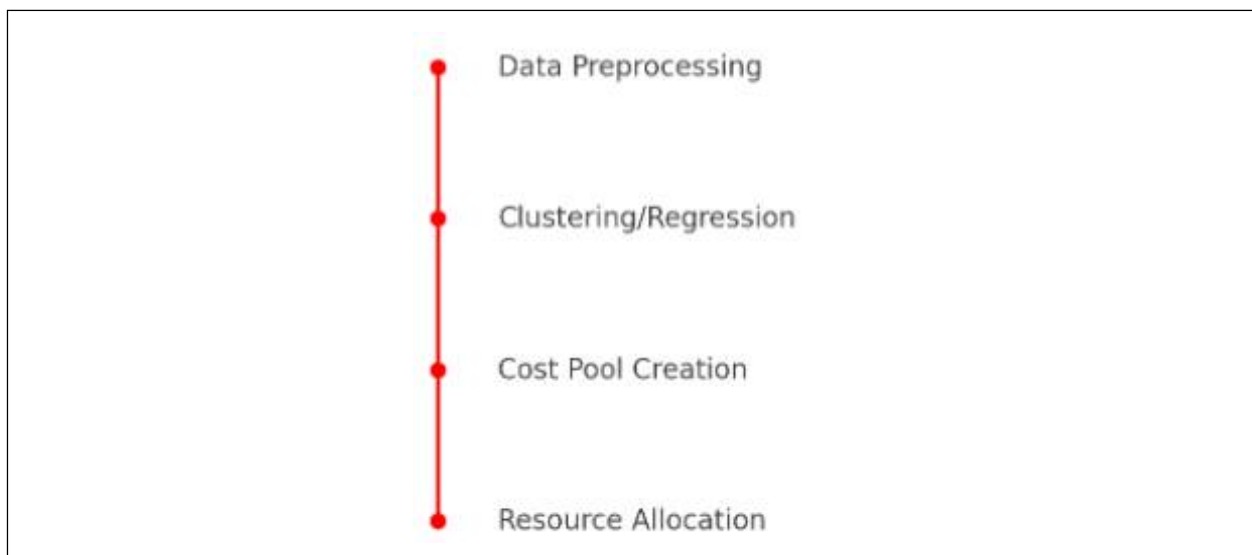 Data Preprocessing
Clustering/Regression
Cost Pool Creation
Resource Allocation